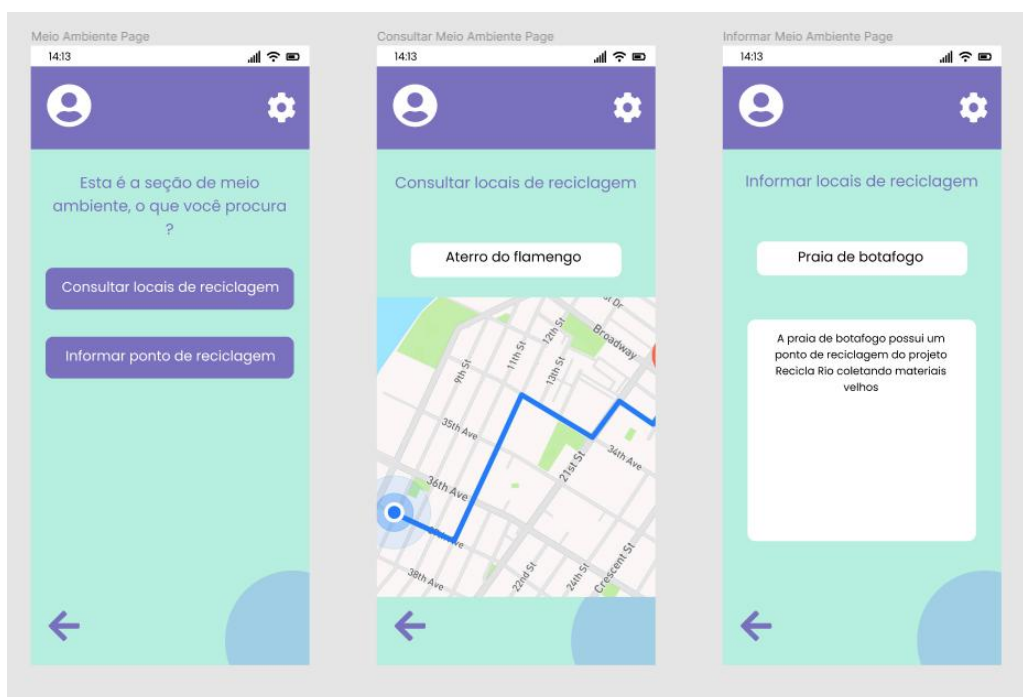 Meio Ambiente Page
14:13
Esta é a seção de meio
ambiente, o que você procura
?
Consultar locais de reciclagem
Informar ponto de reciclagem
Consultar Meio Ambiente Page
14:13
Consultar locais de reciclagem
Aterro do flamengo
Dr
Broadway
12th St
11th St
13th St
9th St
35th Ave
34th Ave
21st St
36th Ave
38th Ave
22nd St
24th St
Crescent St
Informar Meio Ambiente Page
14:13
Informar locais de reciclagem
Praia de botafogo
A praia de botafogo possui um
ponto de reciclagem do projeto
Recicla Rio coletando materiais
velhos